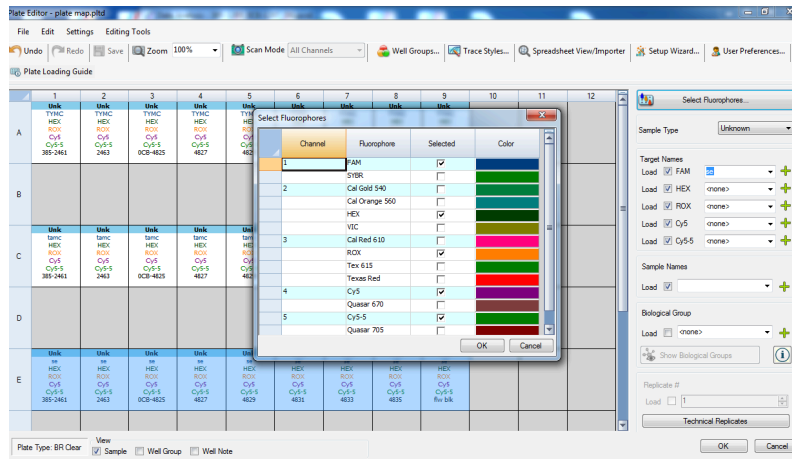 Plate Editor - plate map.pltd
File Edit Settings Editing Tools
Undo Redo Save Zoom 100% Scan Mode All Channels Well Groups... Trace Styles... Spreadsheet View/Importer Setup Wizard... User Preferences...
Plate Loading Guide
1 2 3 4 5 6 7 8 9 10 11 12
Unk Unk Unk Unk Unk Unk Unk Unk Unk
A
TYMC TYMC TYMC TYMC
HEX HEX HEX HEX HEX
ROX ROX ROX ROX
Cy5 Cy5 Cy5 Cy5
Cy5-5 Cy5-5 Cy5-5 Cy5-5
385-2461 2463 0CB-4825 4827
B
Unk Unk Unk Unk
C
tamc tamc tamc tamc
HEX HEX HEX HEX
ROX ROX ROX ROX
Cy5 Cy5 Cy5 Cy5
Cy5-5 Cy5-5 Cy5-5 Cy5-5
385-2461 2463 0CB-4825 4827
D
Unk Unk Unk Unk
E
se se se se se se se se se
HEX HEX HEX HEX HEX HEX HEX HEX HEX
ROX ROX ROX ROX ROX ROX ROX ROX ROX
Cy5 Cy5 Cy5 Cy5 Cy5 Cy5 Cy5 Cy5 Cy5
Cy5-5 Cy5-5 Cy5-5 Cy5-5 Cy5-5 Cy5-5 Cy5-5 Cy5-5 Cy5-5
385-2461 2463 0CB-4825 4827 4829 4831 4833 4835 flw blk
Select Fluorophores
Channel Fluorophore Selected Color
1 FAM
SYBR
2 Cal Gold 540
Cal Orange 560
HEX
VIC
3 Cal Red 610
ROX
Tex 615
Texas Red
4 Cy5
Quasar 670
5 Cy5-5
Quasar 705
OK Cancel
Select Fluorophores...
Sample Type Unknown
Target Names
Load FAM se
Load HEX <none>
Load ROX <none>
Load Cy5 <none>
Load Cy5-5 <none>
Sample Names
Load
Biological Group
Load <none>
Show Biological Groups
Replicate #
Load 1
Technical Replicates
Plate Type: BR Clear View
Sample Well Group Well Note
OK Cancel